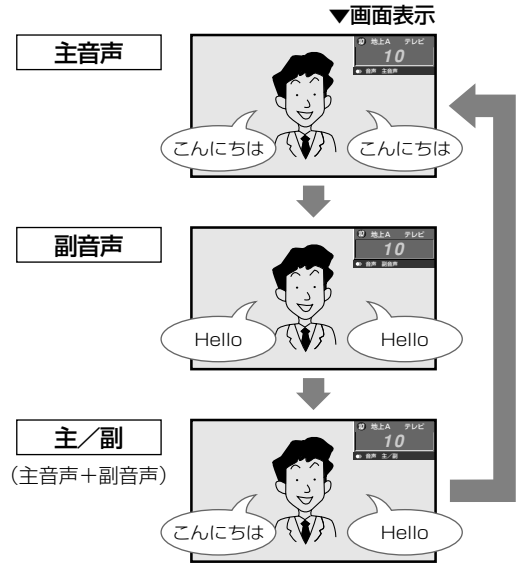 ▼画面表示
主音声
10 地上A テレビ
10
音声 主音声
こんにちは
こんにちは
副音声
10 地上A テレビ
10
音声 副音声
Hello
Hello
主／副
(主音声＋副音声)
10 地上A テレビ
10
音声 主／副
こんにちは
Hello